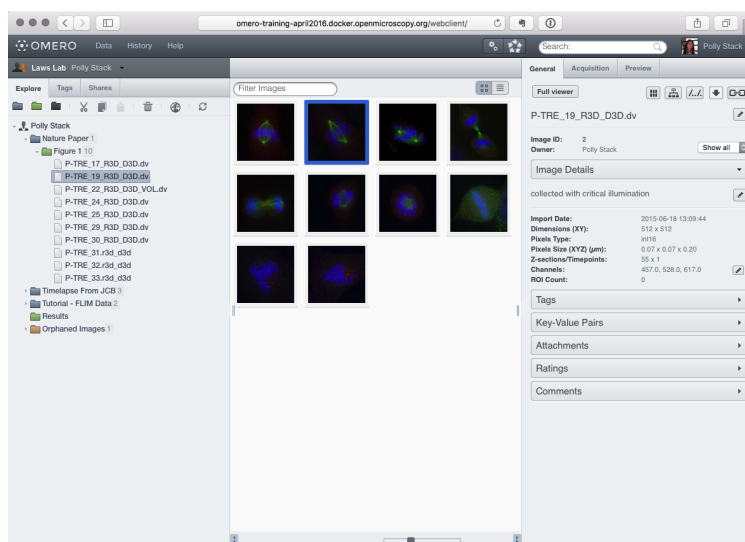 omero-training-april2016.docker.openmicroscopy.org/webclient/
OMERO Data History Help
Search:
Polly Stack
Laws Lab Polly Stack
Explore Tags Shares
Polly Stack
Nature Paper 1
Figure 1 10
P-TRE_17_R3D_D3D.dv
P-TRE_19_R3D_D3D.dv
P-TRE_22_R3D_D3D_VOL.dv
P-TRE_24_R3D_D3D.dv
P-TRE_25_R3D_D3D.dv
P-TRE_29_R3D_D3D.dv
P-TRE_30_R3D_D3D.dv
P-TRE_31.r3d_d3d
P-TRE_32.r3d_d3d
P-TRE_33.r3d_d3d
Timelapse From JCB 3
Tutorial - FLIM Data 2
Results
Orphaned Images 1
Filter Images
General Acquisition Preview
Full viewer
P-TRE_19_R3D_D3D.dv
Image ID: 2
Owner: Polly Stack
Show all
Image Details
collected with critical illumination
Import Date: 2015-06-18 13:09:44
Dimensions (XY): 512 x 512
Pixels Type: int16
Pixels Size (XYZ) (µm): 0.07 x 0.07 x 0.20
Z-sections/Timepoints: 55 x 1
Channels: 457.0, 528.0, 617.0
ROI Count: 0
Tags
Key-Value Pairs
Attachments
Ratings
Comments